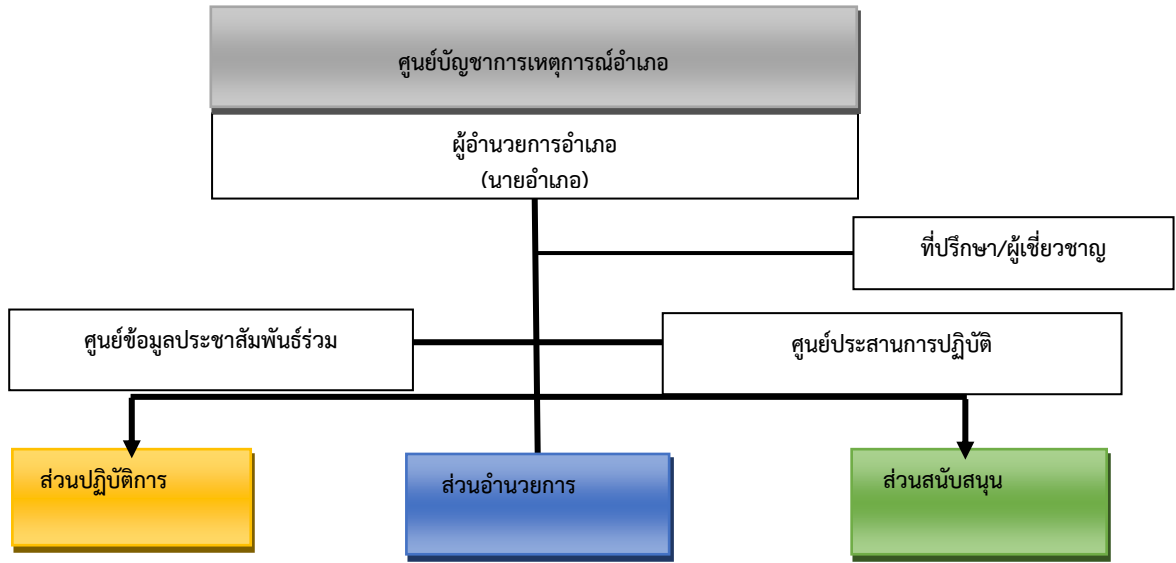 ศูนย์บัญชาการเหตุการณ์อำเภอ
ผู้อำนวยการอำเภอ
(นายอำเภอ)
ที่ปรึกษา/ผู้เชี่ยวชาญ
ศูนย์ข้อมูลประชาสัมพันธ์ร่วม
ศูนย์ประสานการปฏิบัติ
ส่วนปฏิบัติการ
ส่วนอำนวยการ
ส่วนสนับสนุน